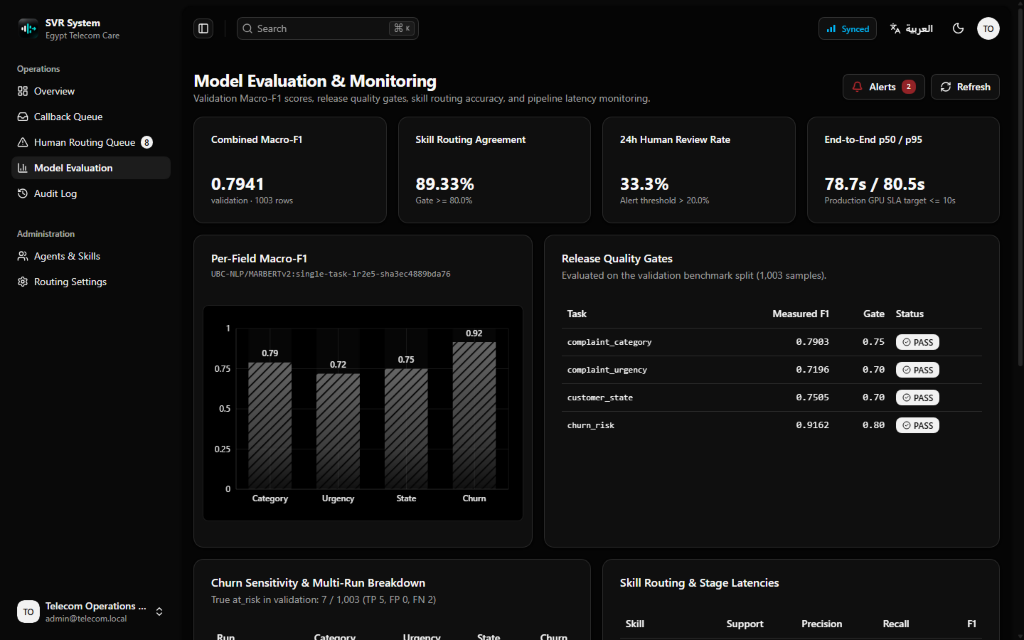 SVR System
Egypt Telecom Care
Operations
Overview
Callback Queue
Human Routing Queue 8
Model Evaluation
Audit Log
Administration
Agents & Skills
Routing Settings
TO
Telecom Operations ...
admin@telecom.local
Search
⌘ K
Synced
العربية
TO
Model Evaluation & Monitoring
Validation Macro-F1 scores, release quality gates, skill routing accuracy, and pipeline latency monitoring.
Alerts 2
Refresh
Combined Macro-F1
0.7941
validation · 1003 rows
Skill Routing Agreement
89.33%
Gate >= 80.0%
24h Human Review Rate
33.3%
Alert threshold > 20.0%
End-to-End p50 / p95
78.7s / 80.5s
Production GPU SLA target <= 10s
Per-Field Macro-F1
UBC-NLP/MARBERTv2:single-task-lr2e5-sha3ec4889bda76
1
0.75
0.5
0.25
0
0.79
0.72
0.75
0.92
Category
Urgency
State
Churn
Release Quality Gates
Evaluated on the validation benchmark split (1,003 samples).
Task Measured F1 Gate Status
complaint_category 0.7903 0.75 PASS
complaint_urgency 0.7196 0.70 PASS
customer_state 0.7505 0.70 PASS
churn_risk 0.9162 0.80 PASS
Churn Sensitivity & Multi-Run Breakdown
True at_risk in validation: 7 / 1,003 (TP 5, FP 0, FN 2)
Run Category Urgency State Churn
Skill Routing & Stage Latencies
Skill Support Precision Recall F1